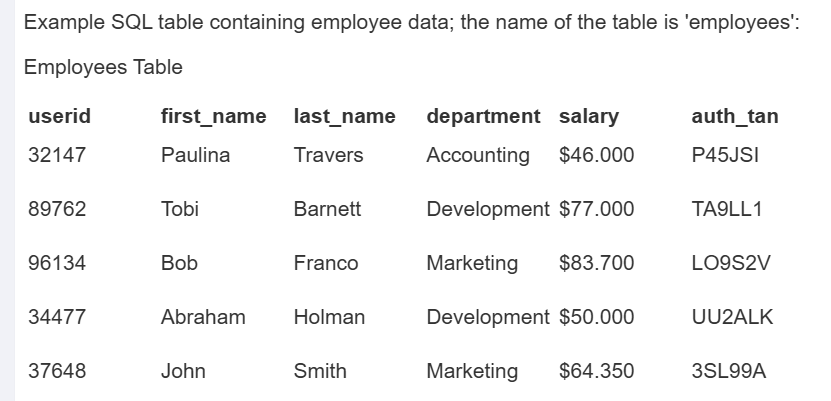 Example SQL table containing employee data; the name of the table is 'employees':
Employees Table
userid first_name last_name department salary auth_tan
32147 Paulina Travers Accounting $46.000 P45JSI
89762 Tobi Barnett Development $77.000 TA9LL1
96134 Bob Franco Marketing $83.700 LO9S2V
34477 Abraham Holman Development $50.000 UU2ALK
37648 John Smith Marketing $64.350 3SL99A